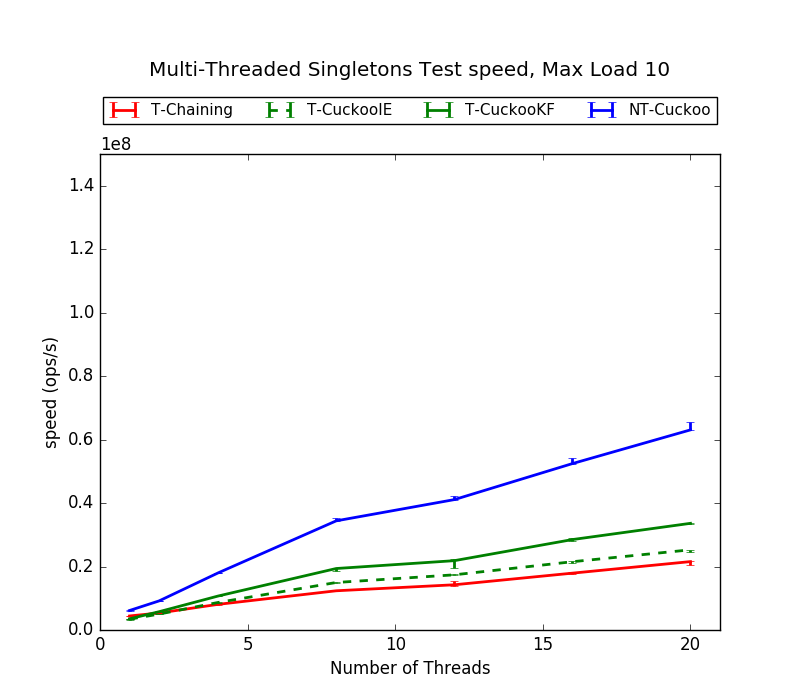 Multi-Threaded Singletons Test speed, Max Load 10
T-Chaining T-CuckooIE T-CuckooKF NT-Cuckoo
1e8
1.4
1.2
1.0
0.8
0.6
0.4
0.2
0.0
speed (ops/s)
0 5 10 15 20
Number of Threads